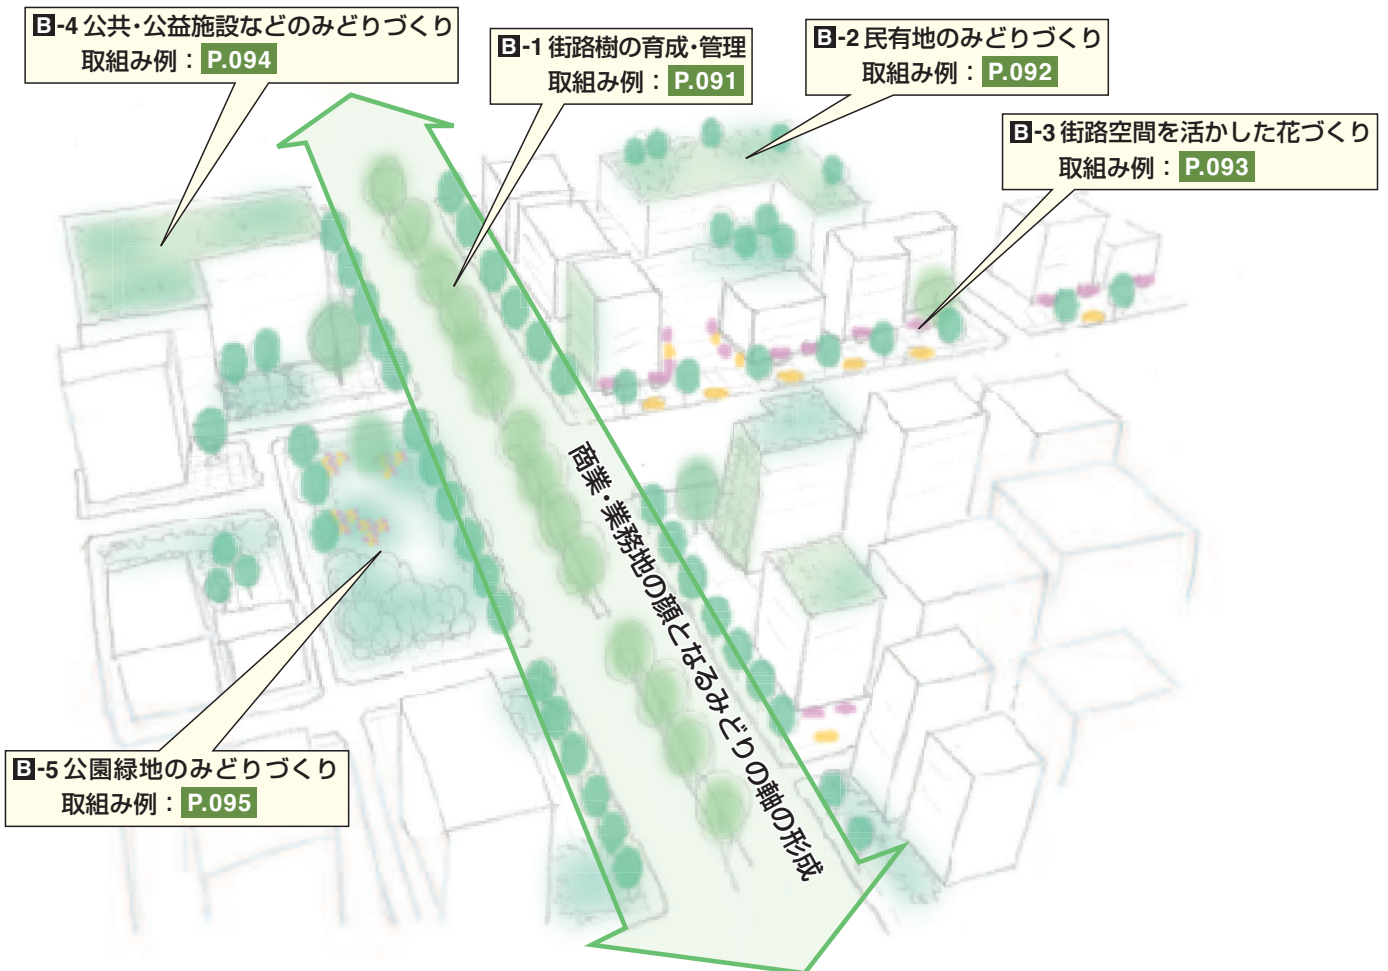 B-4 公共・公益施設などのみどりづくり
取組み例：P.094
B-1 街路樹の育成・管理
取組み例：P.091
B-2 民有地のみどりづくり
取組み例：P.092
B-3 街路空間を活かした花づくり
取組み例：P.093
商業・業務地の顔となるみどりの軸の形成
B-5 公園緑地のみどりづくり
取組み例：P.095